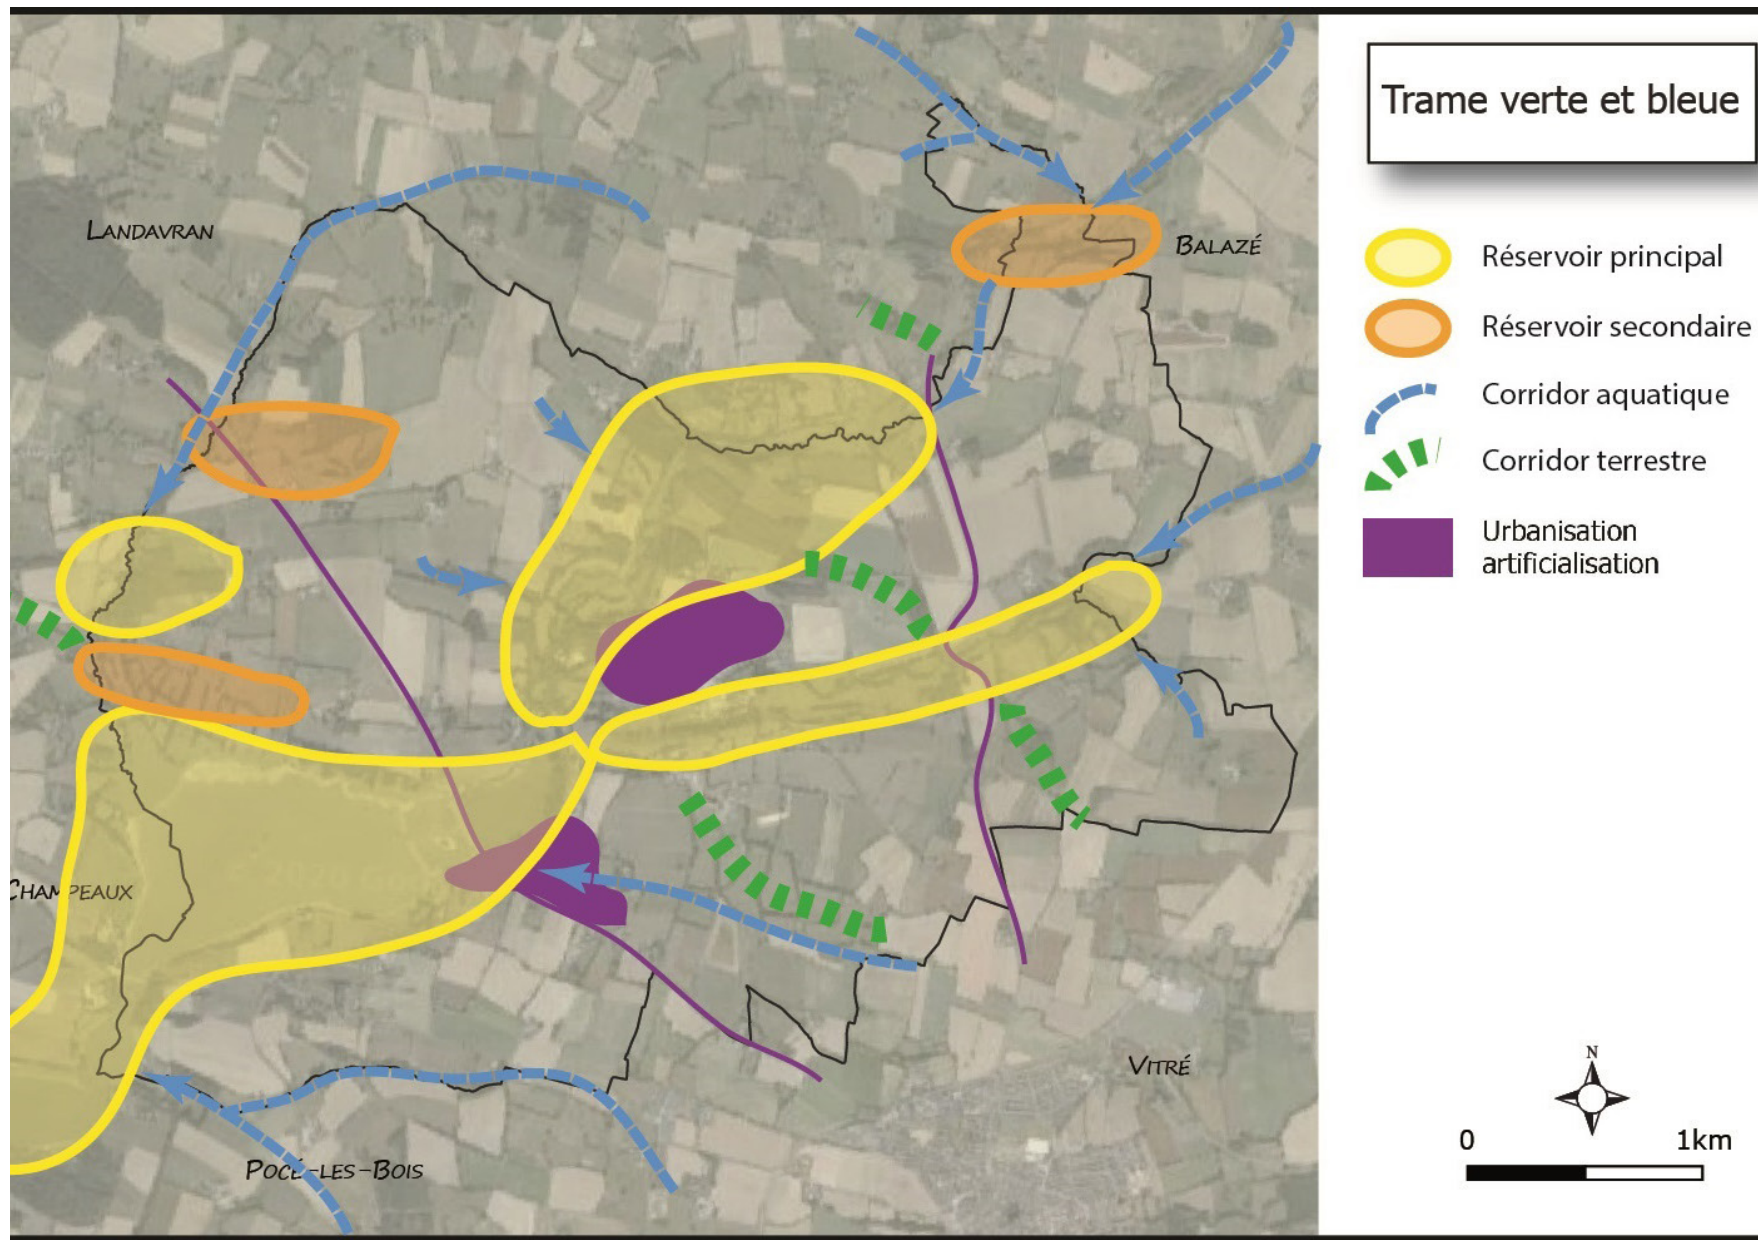 Trame verte et bleue
LANDAVRAN
BALAZÉ
Réservoir principal
Réservoir secondaire
Corridor aquatique
Corridor terrestre
Urbanisation
artificialisation
CHAMPEAUX
VITRÉ
POCÉ-LES-BOIS
N
0 1km